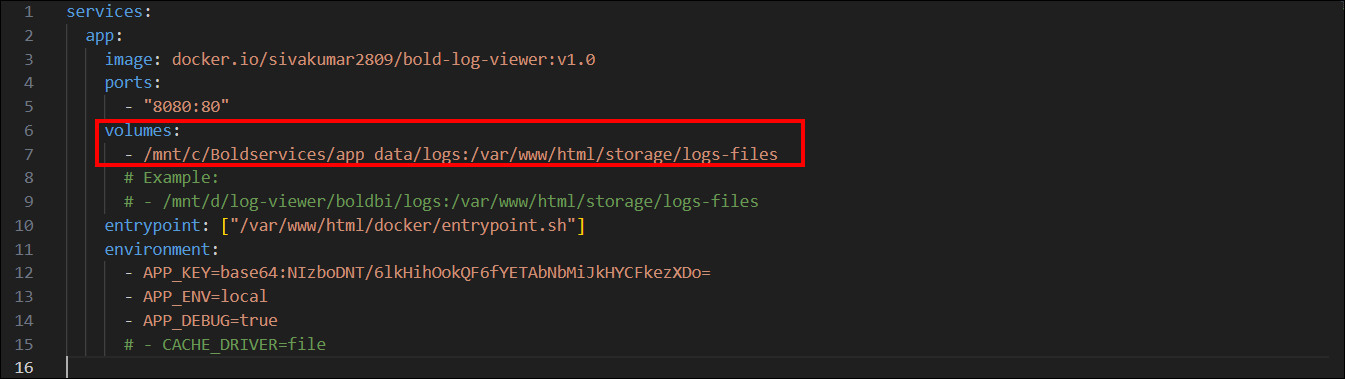 1 services:
2 app:
3 image: docker.io/sivakumar2809/bold-log-viewer:v1.0
4 ports:
5 - "8080:80"
6 volumes:
7 - /mnt/c/Boldservices/app_data/logs:/var/www/html/storage/logs-files
8 # Example:
9 # - /mnt/d/log-viewer/boldbi/logs:/var/www/html/storage/logs-files
10 entrypoint: ["/var/www/html/docker/entrypoint.sh"]
11 environment:
12 - APP_KEY=base64:NIzboDNT/6lkHihOokQF6fYETAbNbMiJkHYCFkezXDo=
13 - APP_ENV=local
14 - APP_DEBUG=true
15 # - CACHE_DRIVER=file
16